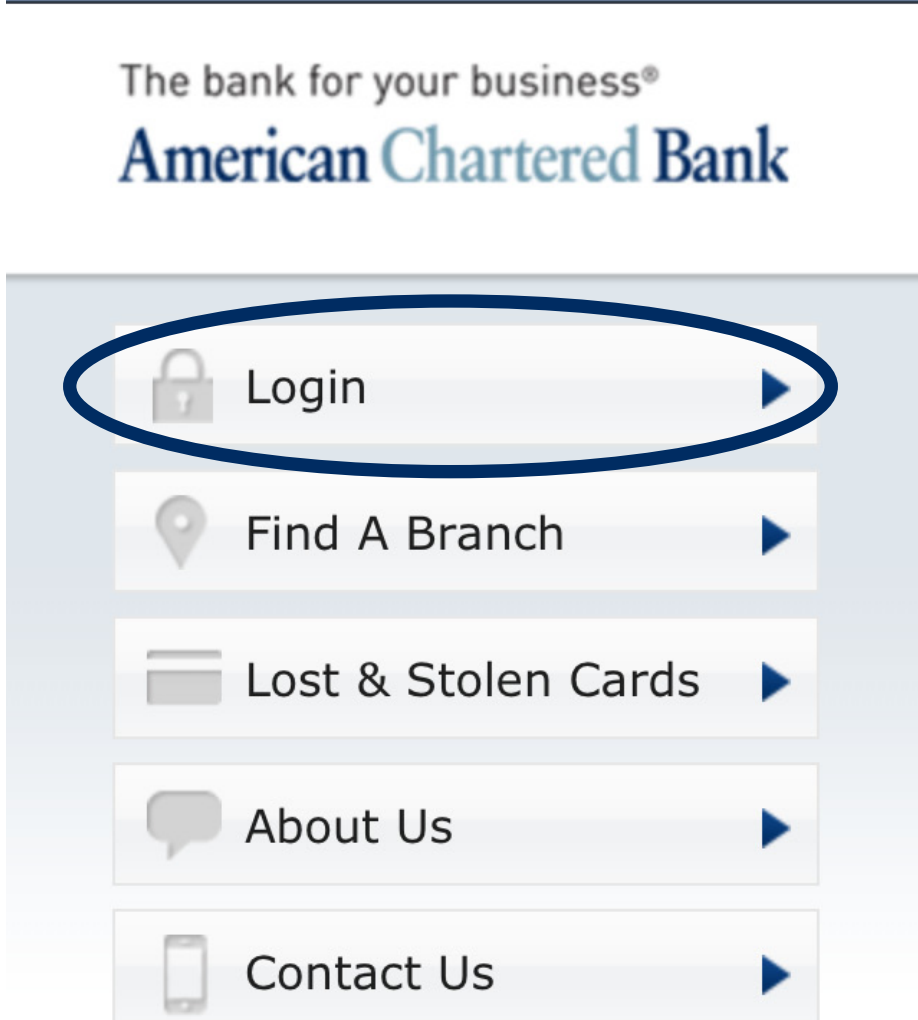 The bank for your business®
American Chartered Bank
Login
Find A Branch
Lost & Stolen Cards
About Us
Contact Us